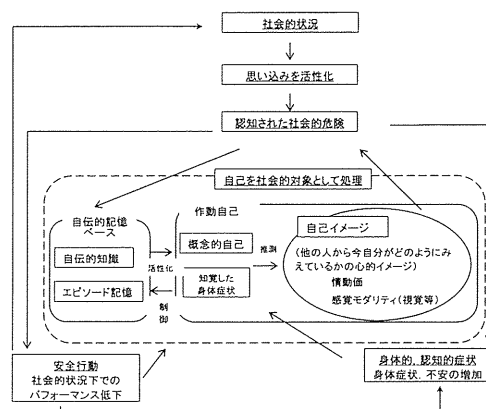 社会的状況
思い込みを活性化
認知された社会的危険
自己を社会的対象として処理
自伝的記憶
ベース
自伝的知識
エピソード記憶
活性化
制
御
作動自己
概念的自己
知覚した
身体症状
推測
自己イメージ
(他の人から今自分がどのようにみ
えているかの心的イメージ)
情動価
感覚モダリティ(視覚等)
安全行動
社会的状況下での
パフォーマンス低下
身体的,認知的症状
身体症状,不安の増加